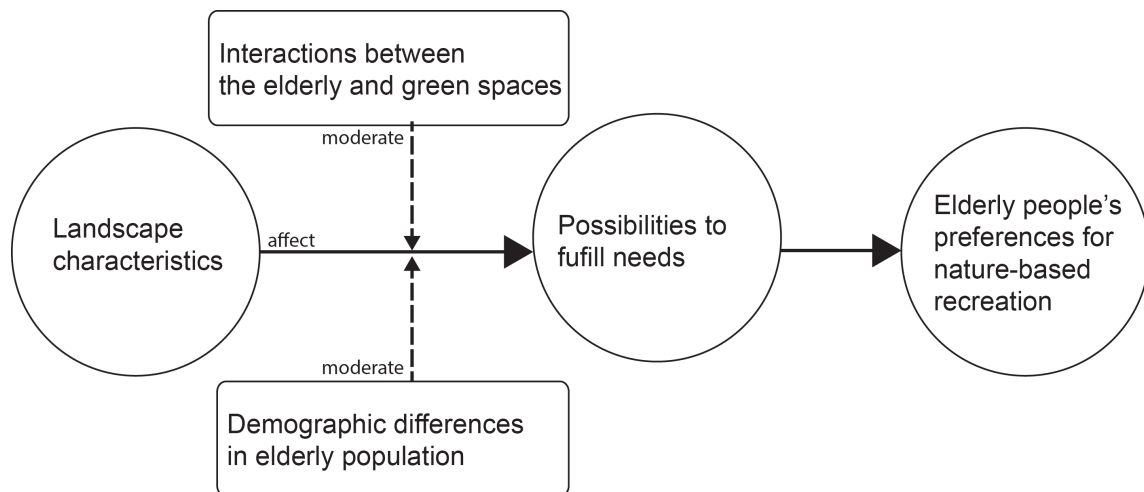 Interactions between
the elderly and green spaces
moderate
Landscape
characteristics
affect
Possibilities to
fufill needs
Elderly people’s
preferences for
nature-based
recreation
moderate
Demographic differences
in elderly population